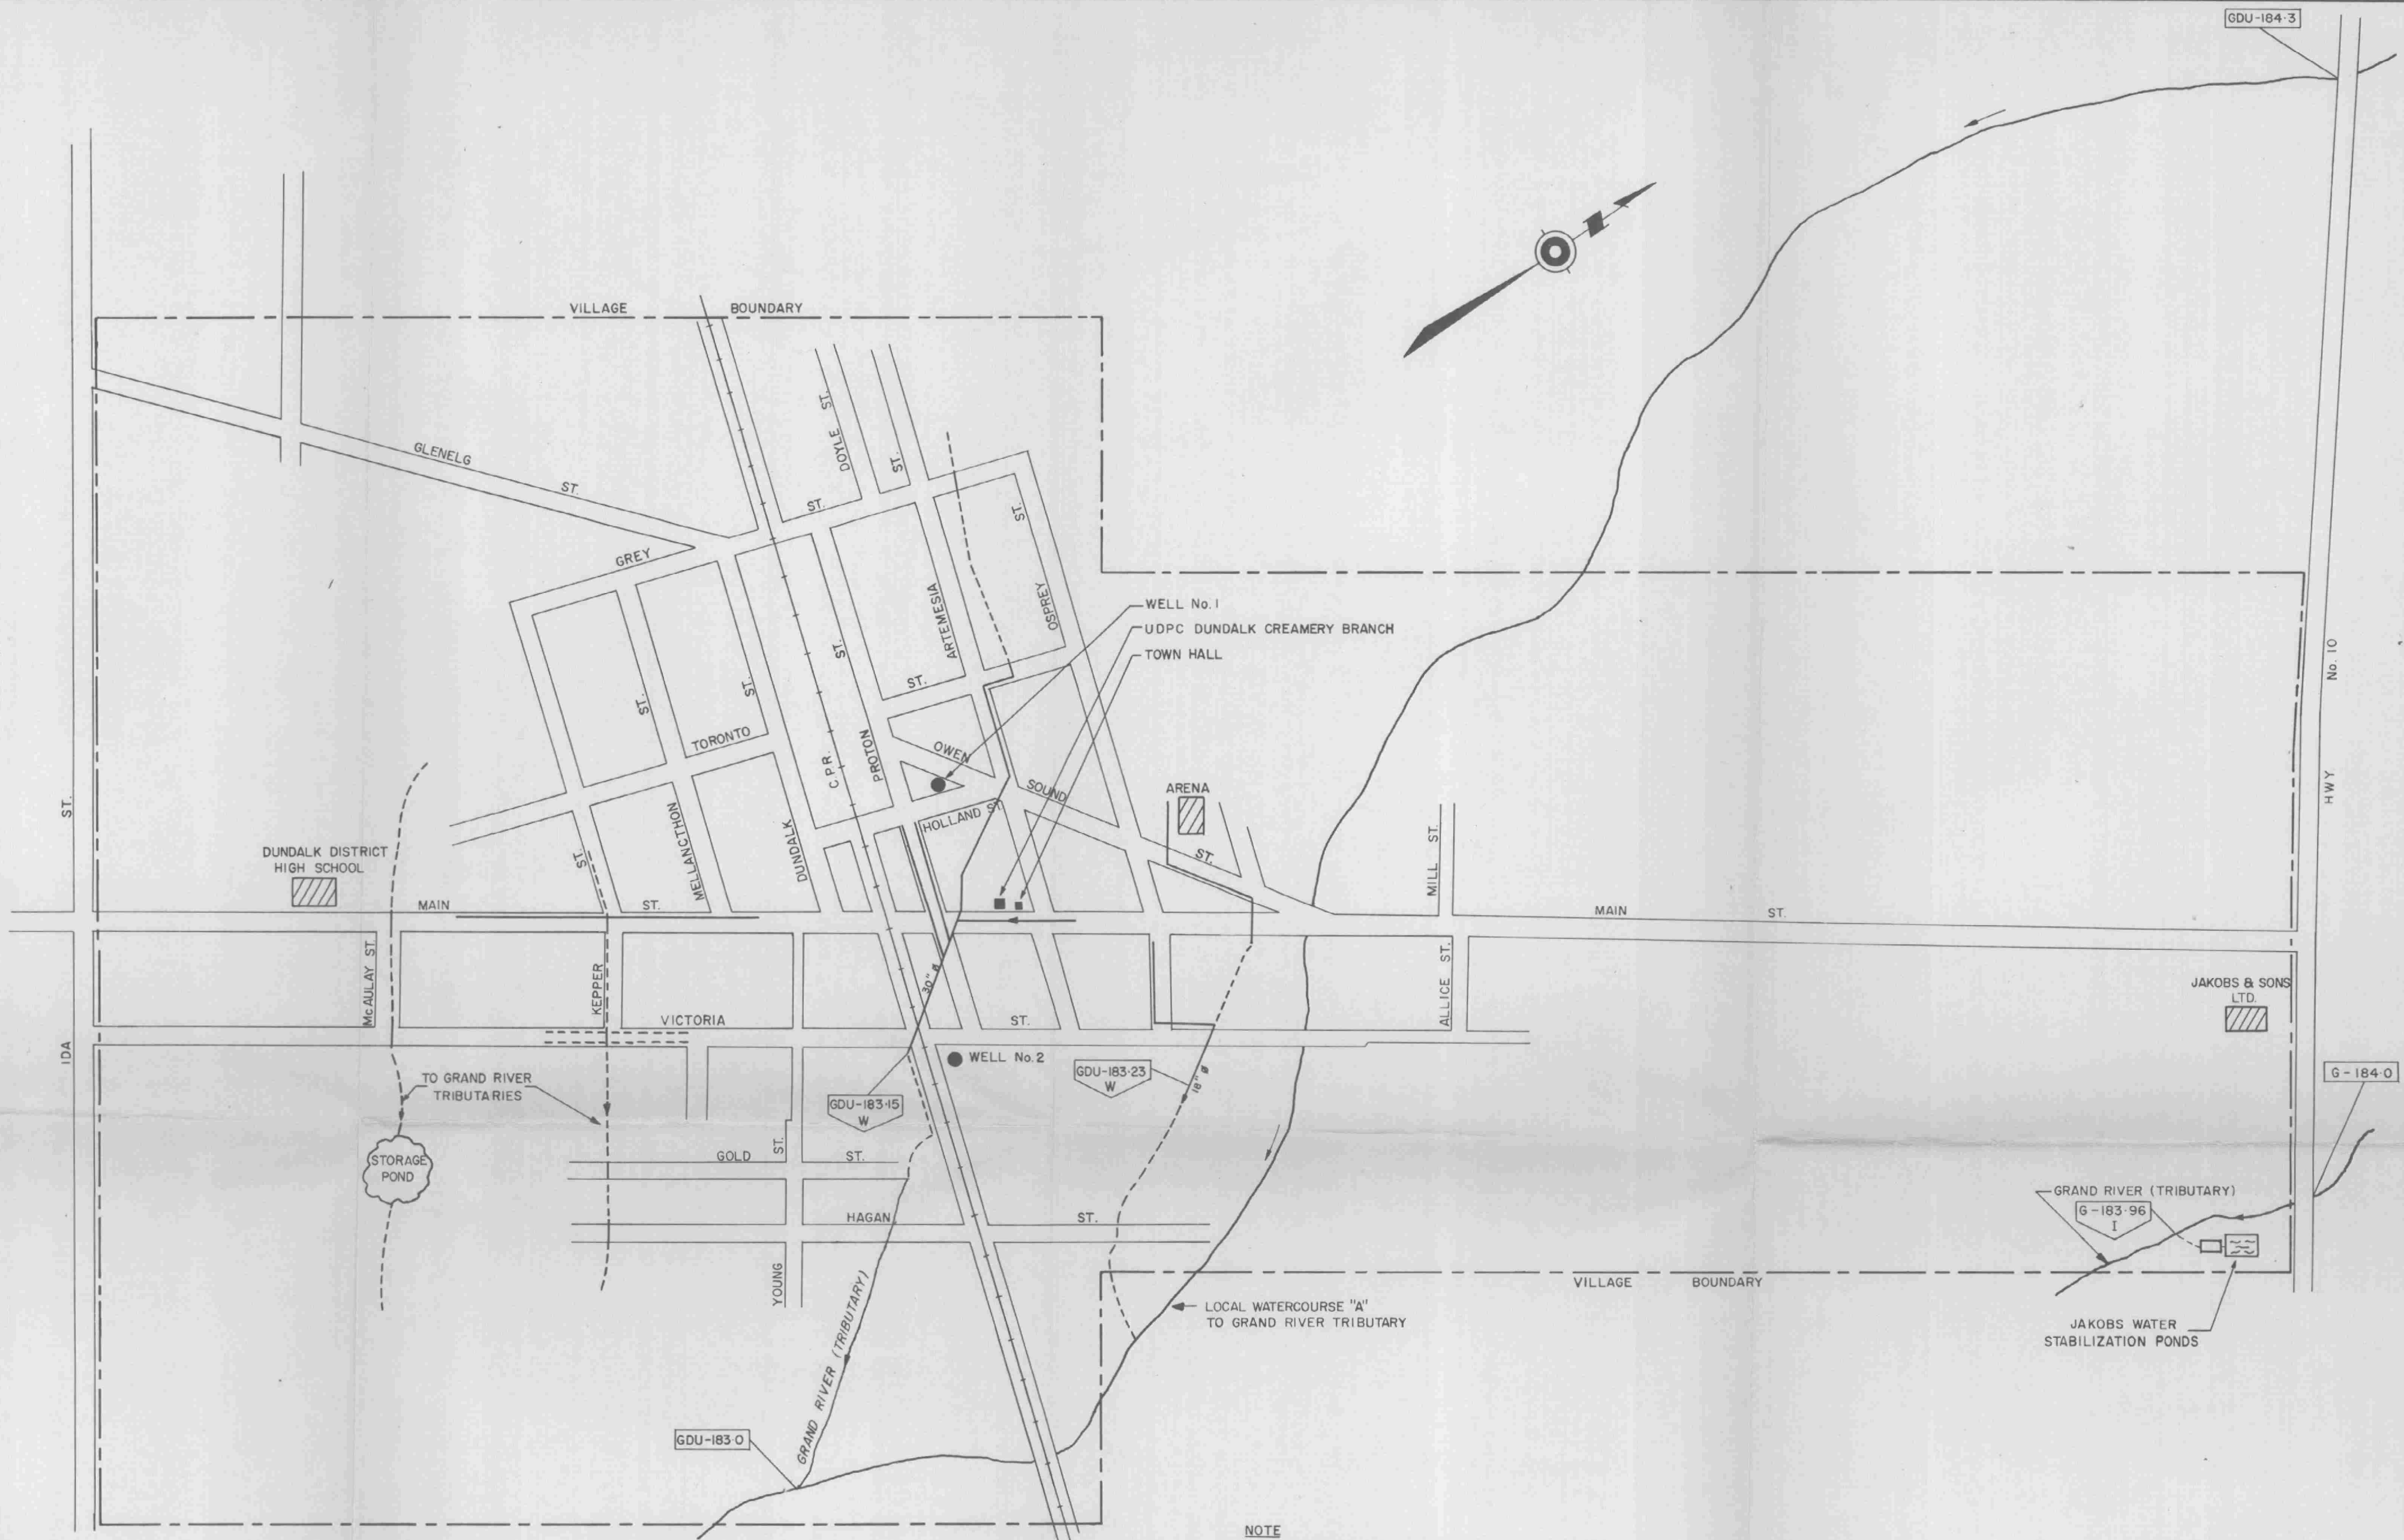 GDU-184·3
VILLAGE BOUNDARY
GLENELG ST.
DOYLE ST.
ST.
ST.
ST.
GREY
ARTEMESIA
OSPREY
WELL No. 1
UDPC DUNDALK CREAMERY BRANCH
TOWN HALL
HWY No. 10
ST.
ST.
ST.
ST.
TORONTO
OWEN
SOUND
ST.
C.P.R.
PROTON
HOLLAND ST.
ARENA
ST.
MELLANCTHON
DUNDALK
ST.
MILL ST.
DUNDALK DISTRICT
HIGH SCHOOL
MAIN ST.
MAIN ST.
McAULAY ST.
KEPPER
30" Ø
ALLICE ST.
JAKOBS & SONS
LTD.
VICTORIA ST.
IDA
WELL No. 2
GDU-183·23
W
18" Ø
G-184·0
TO GRAND RIVER
TRIBUTARIES
GDU-183·15
W
STORAGE
POND
GOLD ST.
ST.
HAGAN ST.
YOUNG
GRAND RIVER (TRIBUTARY)
G-183·96
I
VILLAGE BOUNDARY
LOCAL WATERCOURSE "A"
TO GRAND RIVER TRIBUTARY
JAKOBS WATER
STABILIZATION PONDS
GRAND RIVER (TRIBUTARY)
GDU-183·0
NOTE